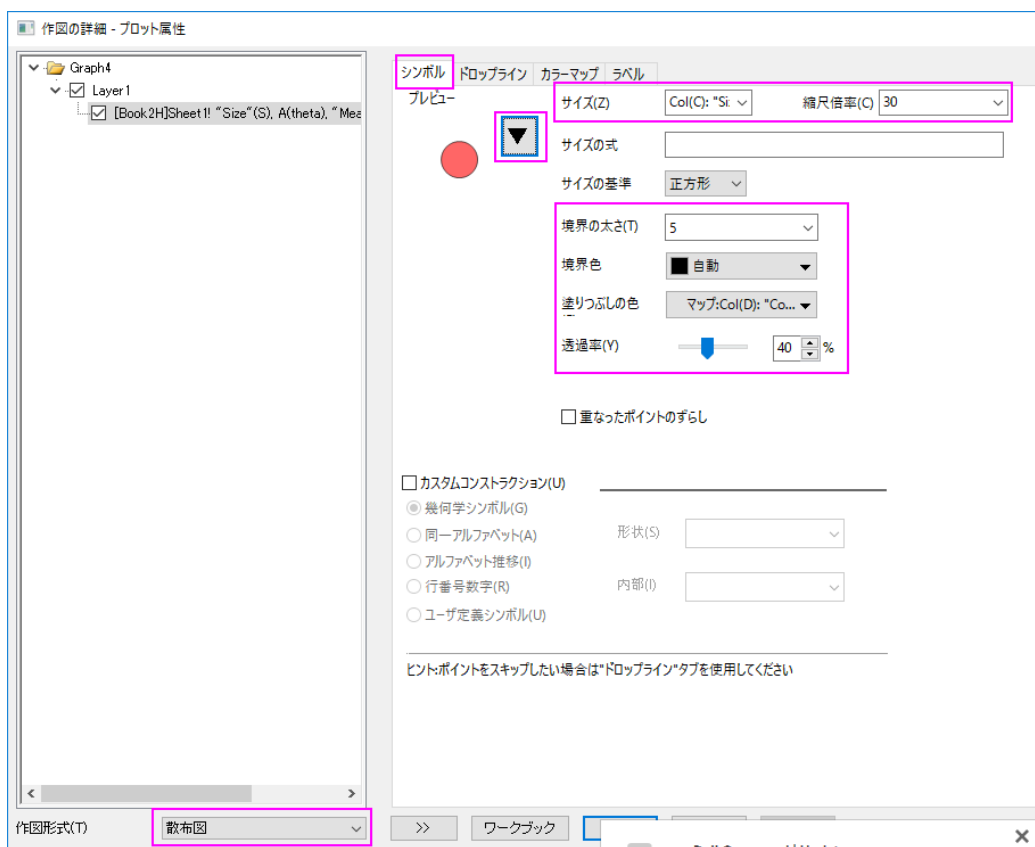 作図の詳細 - プロット属性
Graph4
Layer1
[Book2H]Sheet1! "Size"(S), A(theta), "Mea
シンボル ドロップライン カラーマップ ラベル
プレビュー
サイズ(Z) Col(C): "Si 縮尺倍率(C) 30
サイズの式
サイズの基準 正方形
境界の太さ(T) 5
境界色 自動
塗りつぶしの色 マップ:Col(D): "Co...
透過率(Y) 40 %
重なったポイントのずらし
カスタムコンストラクション(U)
幾何学シンボル(G)
同一アルファベット(A) 形状(S)
アルファベット推移(I)
行番号数字(R) 内部(I)
ユーザ定義シンボル(U)
ヒント:ポイントをスキップしたい場合は"ドロップライン"タブを使用してください
作図形式(T) 散布図 >> ワークブック